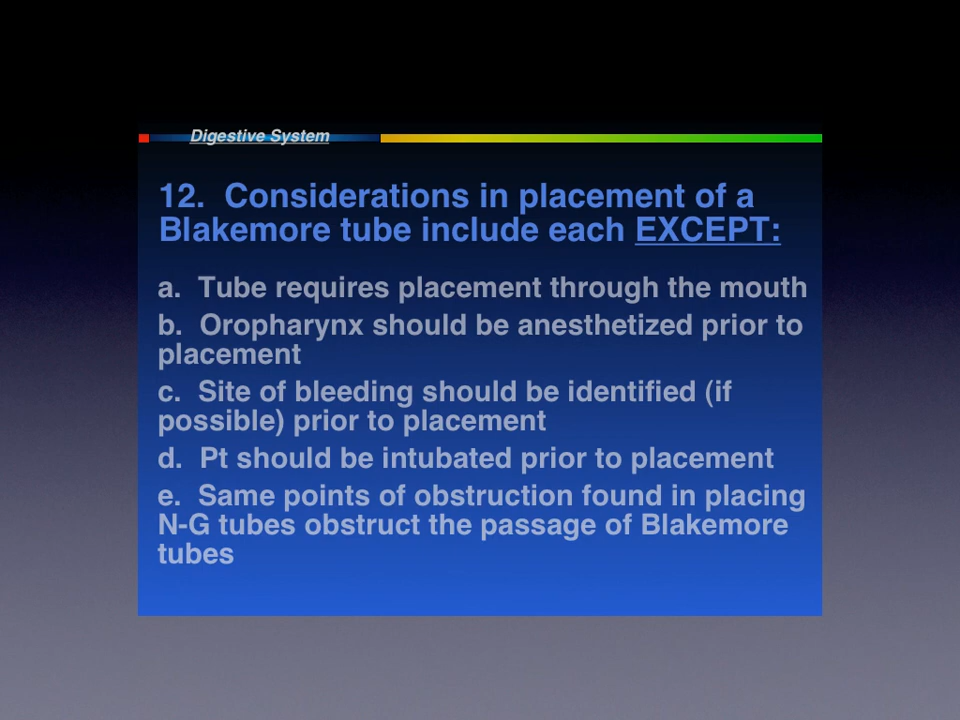 Digestive System
12. Considerations in placement of a
Blakemore tube include each EXCEPT:
a. Tube requires placement through the mouth
b. Oropharynx should be anesthetized prior to
placement
c. Site of bleeding should be identified (if
possible) prior to placement
d. Pt should be intubated prior to placement
e. Same points of obstruction found in placing
N-G tubes obstruct the passage of Blakemore
tubes